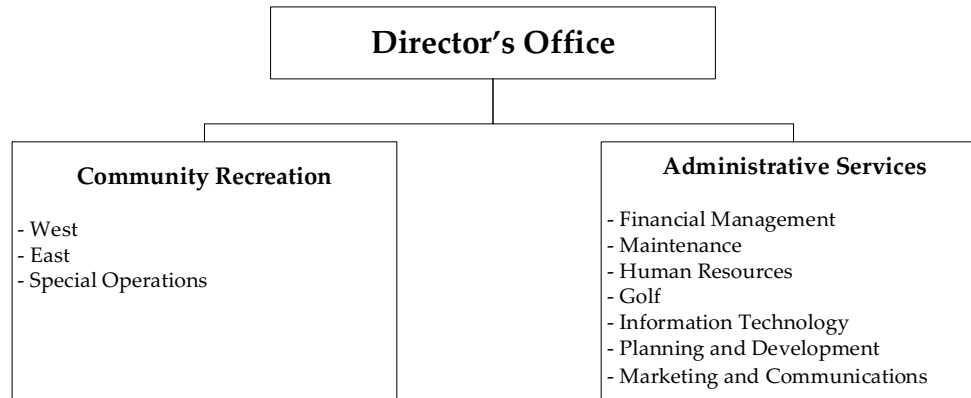 Director’s Office
Community Recreation
- West
- East
- Special Operations
Administrative Services
- Financial Management
- Maintenance
- Human Resources
- Golf
- Information Technology
- Planning and Development
- Marketing and Communications